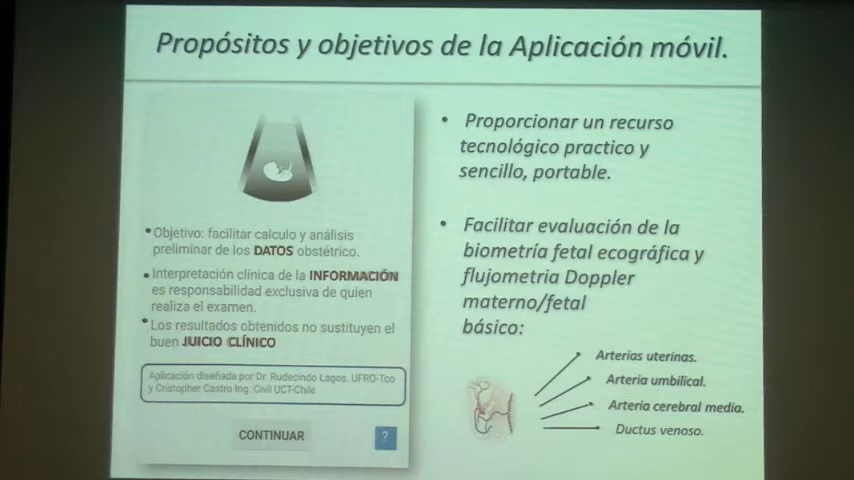 Propósitos y objetivos de la Aplicación móvil.
• Objetivo: facilitar calculo y análisis
preliminar de los DATOS obstétrico.
• Interpretación clínica de la INFORMACIÓN
es responsabilidad exclusiva de quien
realiza el examen.
• Los resultados obtenidos no sustituyen el
buen JUICIO CLÍNICO
Aplicación diseñada por Dr. Rudecindo Lagos. UFRO-Tco
y Cristopher Castro Ing. Civil UCT-Chile
CONTINUAR
?
• Proporcionar un recurso
tecnológico practico y
sencillo, portable.
• Facilitar evaluación de la
biometría fetal ecográfica y
flujometria Doppler
materno/fetal
básico:
Arterias uterinas.
Arteria umbilical.
Arteria cerebral media.
Ductus venoso.